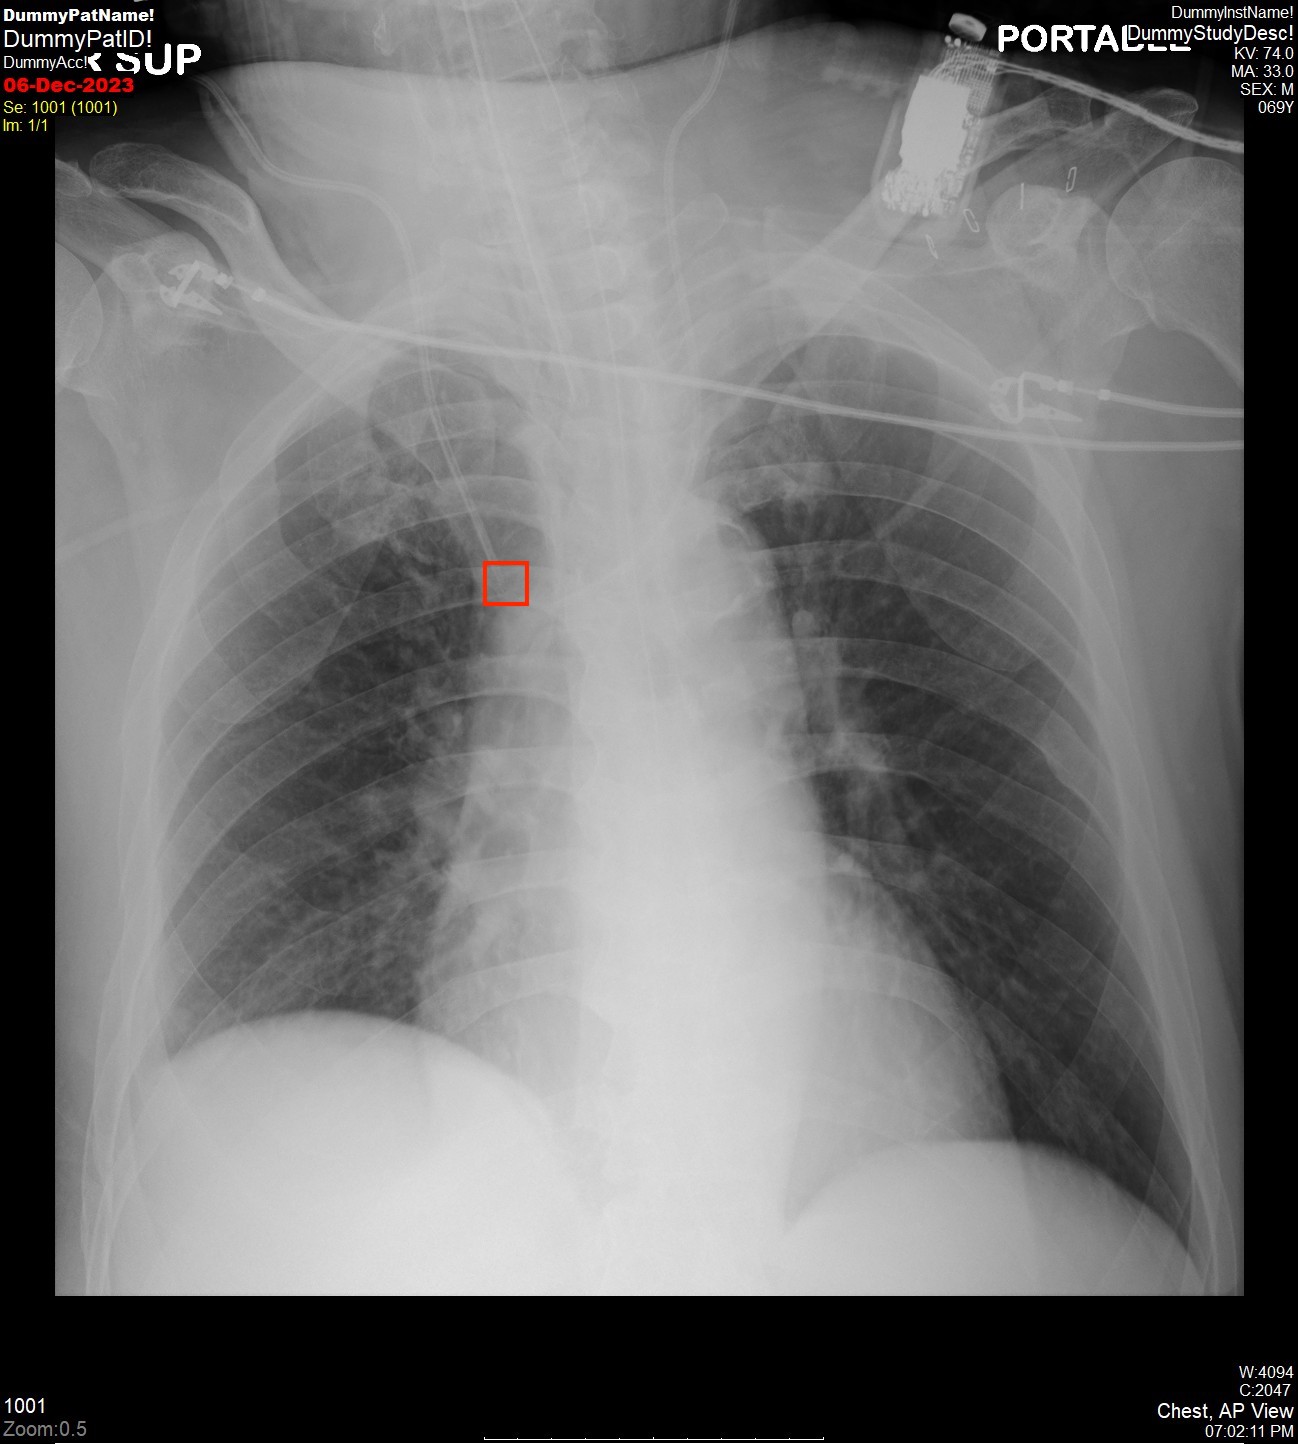 DummyPatName!
DummyPatID!
DummyAcc!
SUP
06-Dec-2023
Se: 1001 (1001)
Im: 1/1
DummyInstName!
PORTABLE
DummyStudyDesc!
KV: 74.0
MA: 33.0
SEX: M
069Y
1001
Zoom:0.5
W:4094
C:2047
Chest, AP View
07:02:11 PM